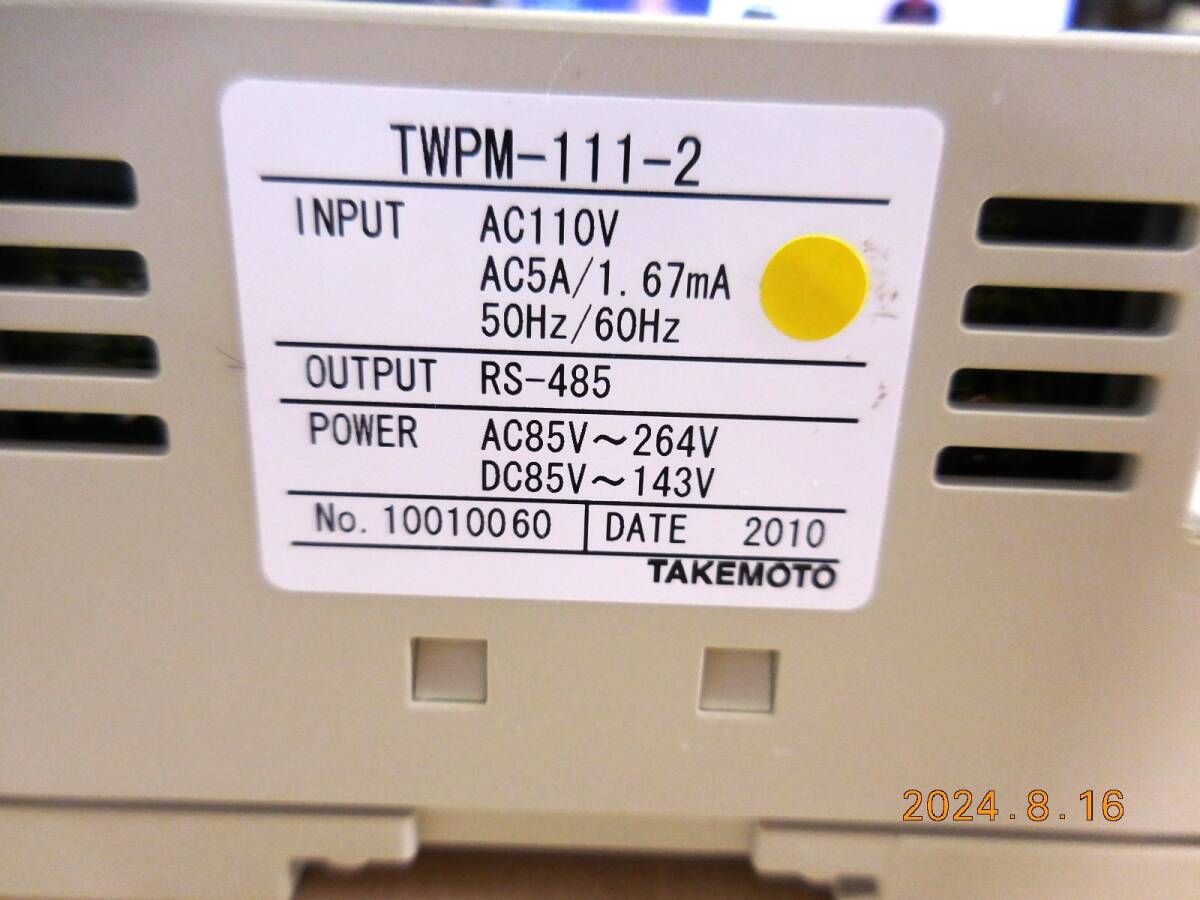 TWPM-111-2
INPUT AC110V
AC5A/1.67mA
50Hz/60Hz
OUTPUT RS-485
POWER AC85V～264V
DC85V～143V
No. 10010060 DATE 2010
TAKEMOTO
2024.8.16